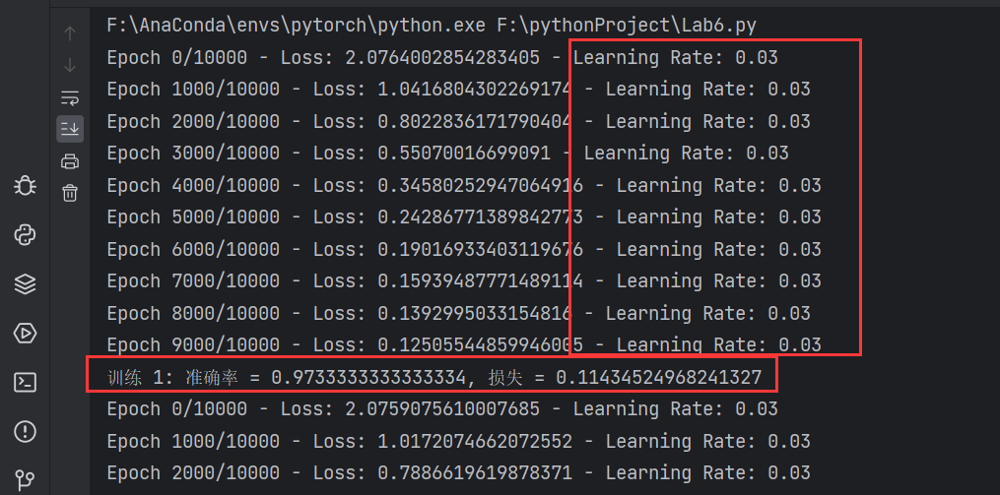 F:\AnaConda\envs\pytorch\python.exe F:\pythonProject\Lab6.py
Epoch 0/10000 - Loss: 2.0764002854283405 - Learning Rate: 0.03
Epoch 1000/10000 - Loss: 1.0416804302269174 - Learning Rate: 0.03
Epoch 2000/10000 - Loss: 0.8022836171790404 - Learning Rate: 0.03
Epoch 3000/10000 - Loss: 0.55070016699091 - Learning Rate: 0.03
Epoch 4000/10000 - Loss: 0.34580252947064916 - Learning Rate: 0.03
Epoch 5000/10000 - Loss: 0.24286771389842773 - Learning Rate: 0.03
Epoch 6000/10000 - Loss: 0.19016933403119676 - Learning Rate: 0.03
Epoch 7000/10000 - Loss: 0.15939487771489114 - Learning Rate: 0.03
Epoch 8000/10000 - Loss: 0.1392995033154816 - Learning Rate: 0.03
Epoch 9000/10000 - Loss: 0.12505544859946005 - Learning Rate: 0.03
训练 1: 准确率 = 0.9733333333333334, 损失 = 0.11434524968241327
Epoch 0/10000 - Loss: 2.0759075610007685 - Learning Rate: 0.03
Epoch 1000/10000 - Loss: 1.0172074662072552 - Learning Rate: 0.03
Epoch 2000/10000 - Loss: 0.7886619619878371 - Learning Rate: 0.03